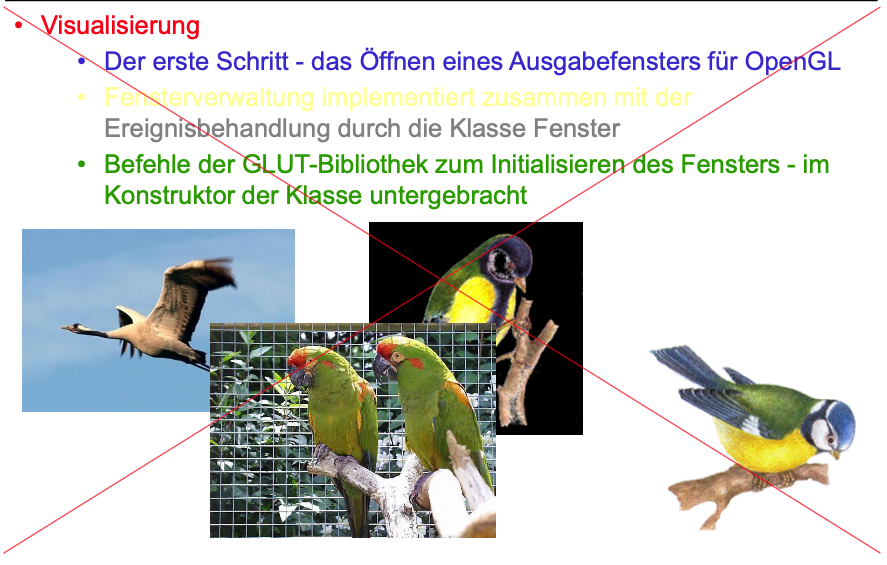 • Visualisierung
• Der erste Schritt - das Öffnen eines Ausgabefensters für OpenGL
• Fensterverwaltung implementiert zusammen mit der
Ereignisbehandlung durch die Klasse Fenster
• Befehle der GLUT-Bibliothek zum Initialisieren des Fensters - im
Konstruktor der Klasse untergebracht